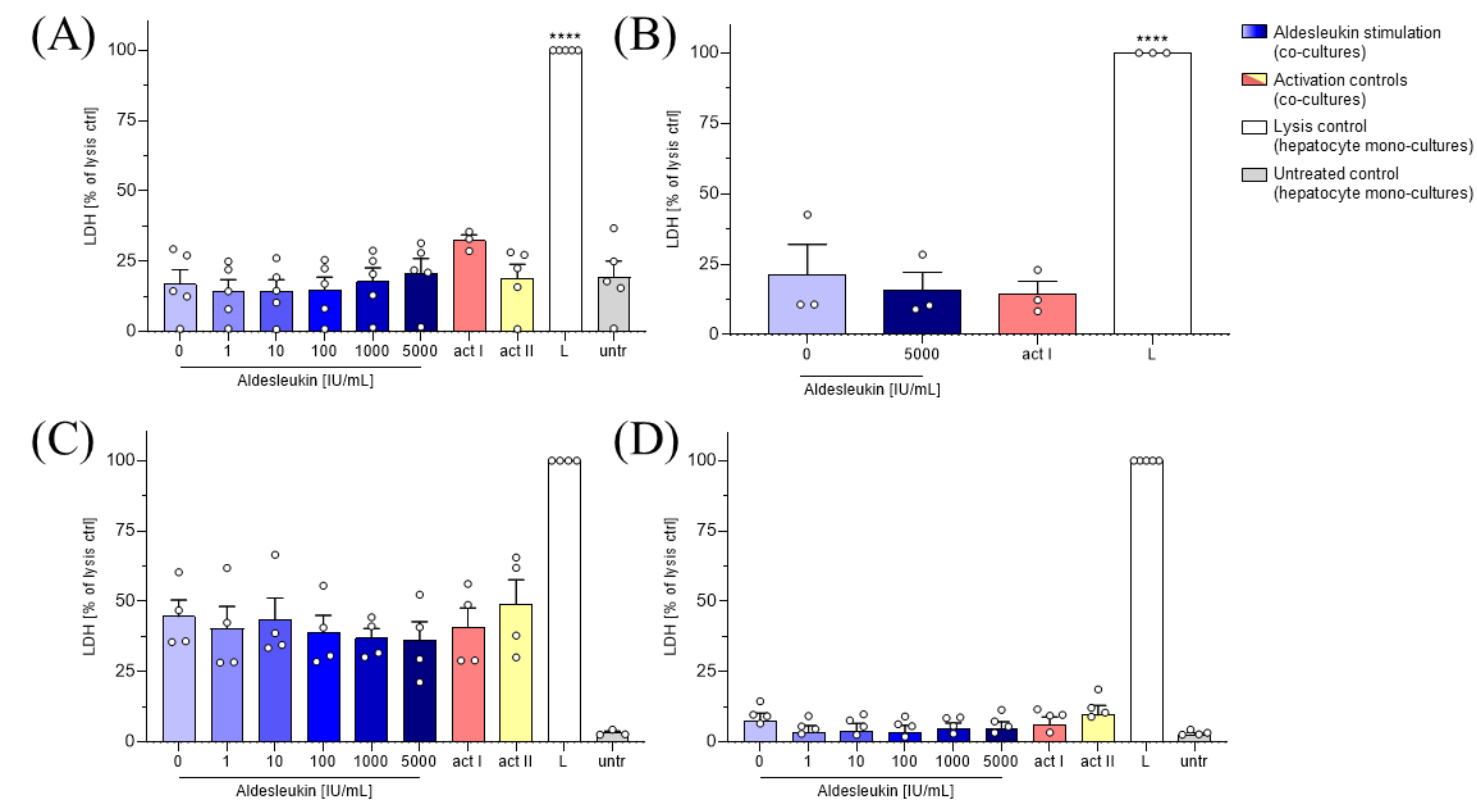 (A)
LDH [% of lysis ctrl]
100
75
50
25
0
****
0 1 10 100 1000 5000 act I act II L untr
Aldesleukin [IU/mL]
(B)
LDH [% of lysis ctrl]
100
75
50
25
0
****
0 5000 act I L
Aldesleukin [IU/mL]
Aldesleukin stimulation
(co-cultures)
Activation controls
(co-cultures)
Lysis control
(hepatocyte mono-cultures)
Untreated control
(hepatocyte mono-cultures)
(C)
LDH [% of lysis ctrl]
100
75
50
25
0
0 1 10 100 1000 5000 act I act II L untr
Aldesleukin [IU/mL]
(D)
LDH [% of lysis ctrl]
100
75
50
25
0
0 1 10 100 1000 5000 act I act II L untr
Aldesleukin [IU/mL]